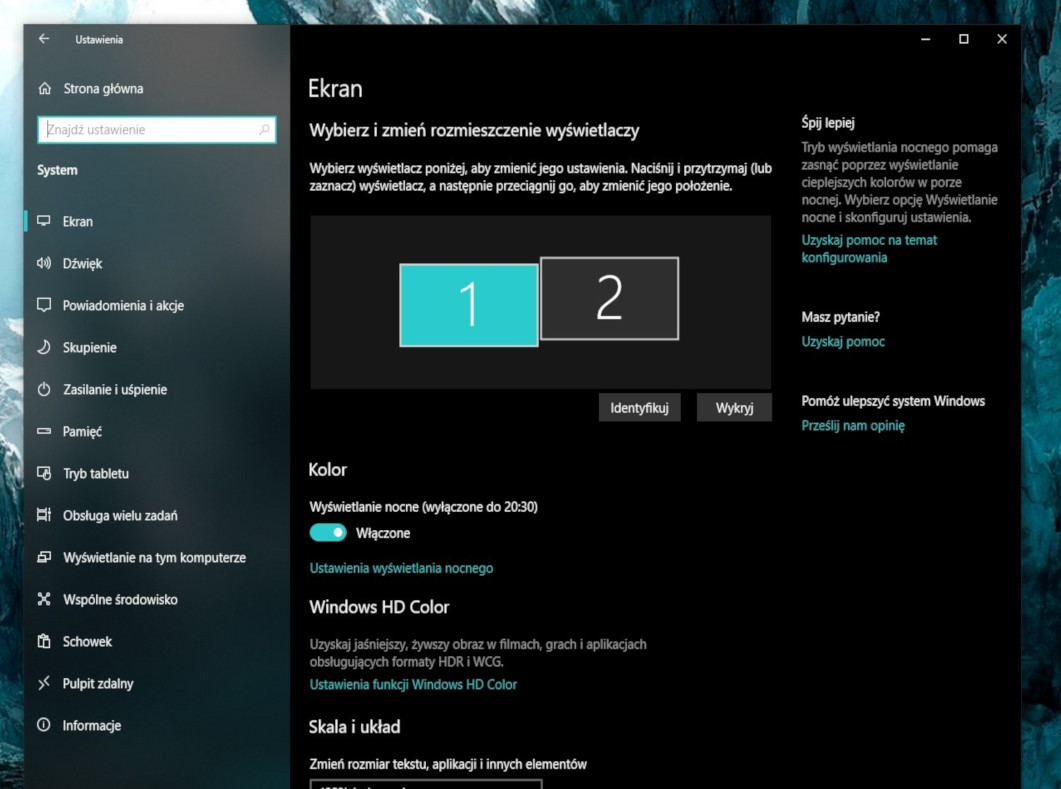 Ustawienia
Strona główna
Znajdź ustawienie
System
Ekran
Dźwięk
Powiadomienia i akcje
Skupienie
Zasilanie i uśpienie
Pamięć
Tryb tabletu
Obsługa wielu zadań
Wyświetlanie na tym komputerze
Wspólne środowisko
Schowek
Pulpit zdalny
Informacje
Ekran
Wybierz i zmień rozmieszczenie wyświetlaczy
Wybierz wyświetlacz poniżej, aby zmienić jego ustawienia. Naciśnij i przytrzymaj (lub
zaznacz) wyświetlacz, a następnie przeciągnij go, aby zmienić jego położenie.
1
2
Identyfikuj
Wykryj
Kolor
Wyświetlanie nocne (wyłączone do 20:30)
Włączone
Ustawienia wyświetlania nocnego
Windows HD Color
Uzyskaj jaśniejszy, żywszy obraz w filmach, grach i aplikacjach
obsługujących formaty HDR i WCG.
Ustawienia funkcji Windows HD Color
Skala i układ
Zmień rozmiar tekstu, aplikacji i innych elementów
Śpij lepiej
Tryb wyświetlania nocnego pomaga
zasnąć poprzez wyświetlanie
cieplejszych kolorów w porze
nocnej. Wybierz opcję Wyświetlanie
nocne i skonfiguruj ustawienia.
Uzyskaj pomoc na temat
konfigurowania
Masz pytanie?
Uzyskaj pomoc
Pomóż ulepszyć system Windows
Prześlij nam opinię